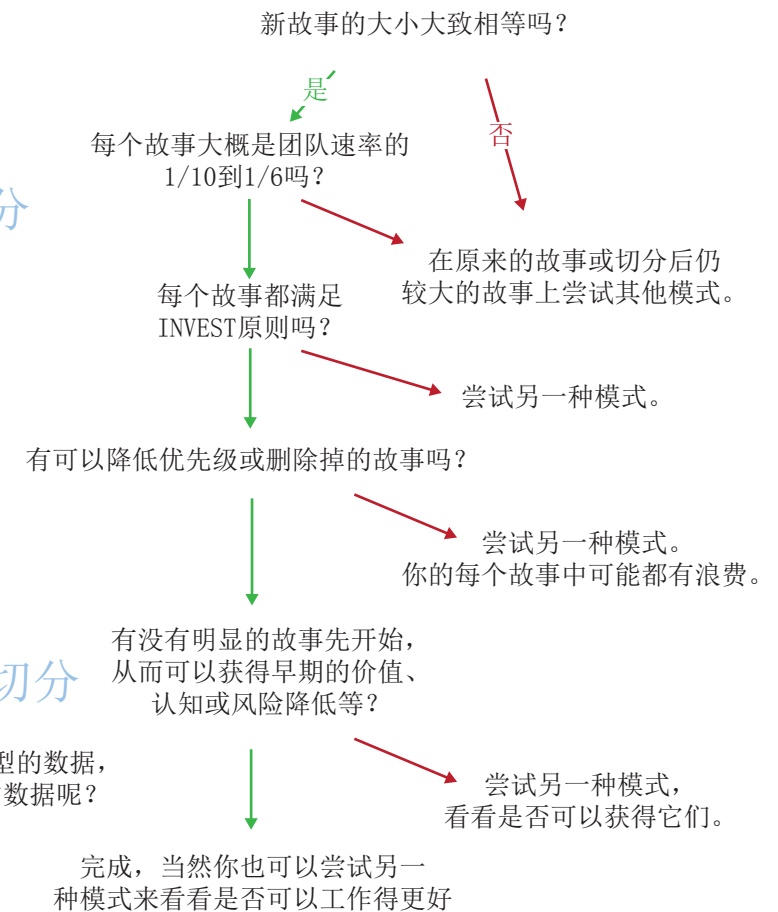 新故事的大小大致相等吗?
是
否
每个故事大概是团队速率的
1/10到1/6吗?
分
在原来的故事或切分后仍
较大的故事上尝试其他模式。
每个故事都满足
INVEST原则吗?
尝试另一种模式。
有可以降低优先级或删除掉的故事吗?
尝试另一种模式。
你的每个故事中可能都有浪费。
有没有明显的故事先开始,
从而可以获得早期的价值、
认知或风险降低等?
切分
型的数据,
数据呢?
尝试另一种模式,
看看是否可以获得它们。
完成, 当然你也可以尝试另一
种模式来看看是否可以工作得更好